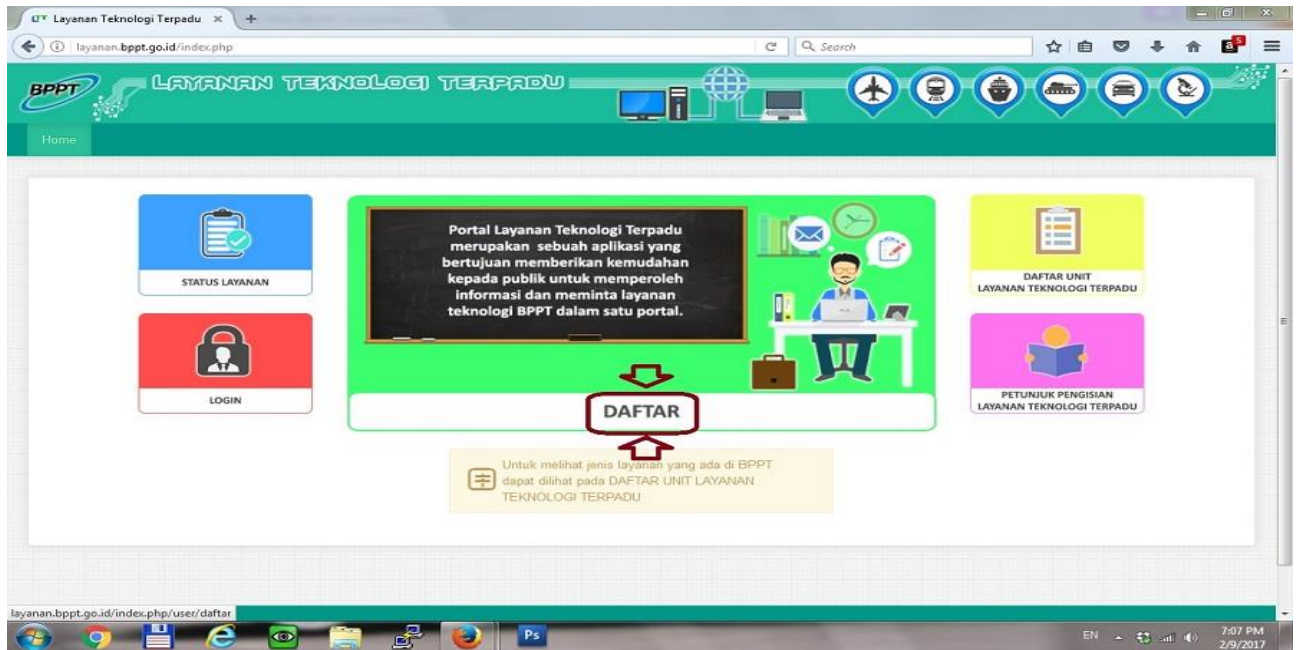 Layanan Teknologi Terpadu
layanan.bppt.go.id/index.php
Search
BPPT
LAYANAN TEKNOLOGI TERPADU
Home
STATUS LAYANAN
LOGIN
Portal Layanan Teknologi Terpadu
merupakan sebuah aplikasi yang
bertujuan memberikan kemudahan
kepada publik untuk memperoleh
informasi dan meminta layanan
teknologi BPPT dalam satu portal.
DAFTAR
DAFTAR UNIT
LAYANAN TEKNOLOGI TERPADU
PETUNJUK PENGISIAN
LAYANAN TEKNOLOGI TERPADU
Untuk melihat jenis layanan yang ada di BPPT
dapat dilihat pada DAFTAR UNIT LAYANAN
TEKNOLOGI TERPADU
layanan.bppt.go.id/index.php/user/daftar
Ps
EN
7:07 PM
2/9/2017